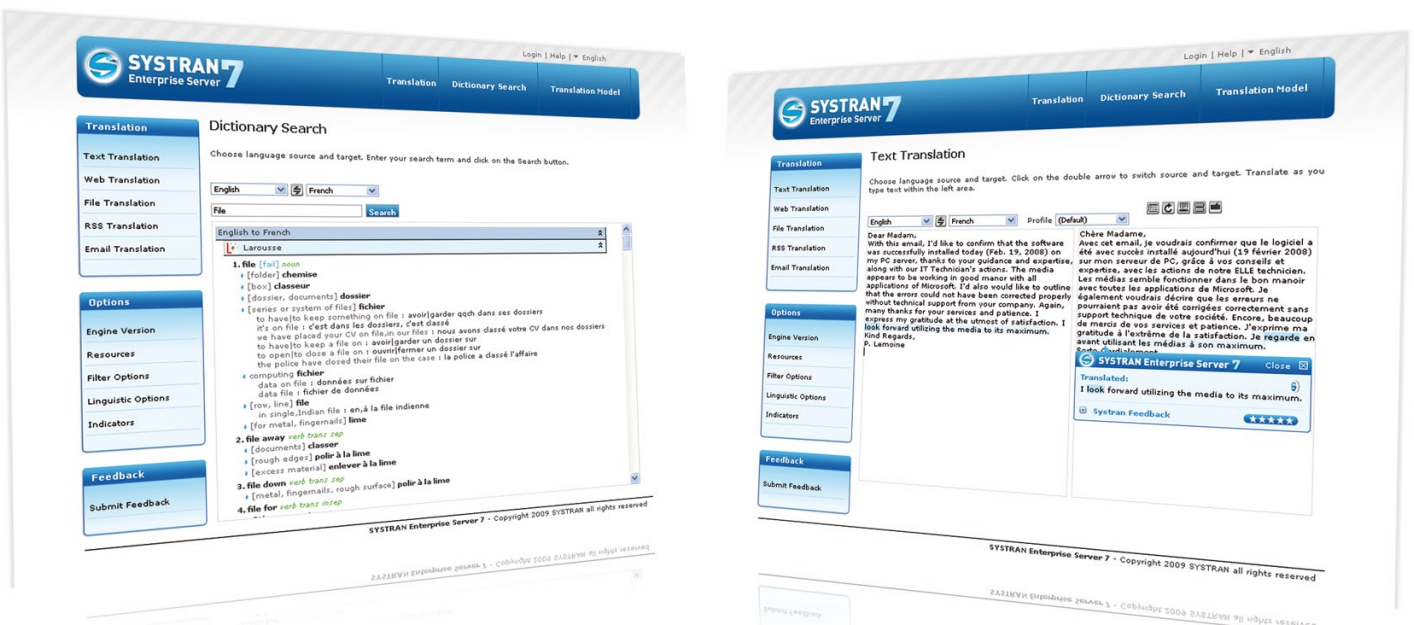 Login | Help | English
SYSTRAN 7
Enterprise Server
Translation Dictionary Search Translation Model
Translation
Text Translation
Web Translation
File Translation
RSS Translation
Email Translation
Options
Engine Version
Resources
Filter Options
Linguistic Options
Indicators
Feedback
Submit Feedback
Dictionary Search
Choose language source and target. Enter your search term and click on the Search button.
English French
File Search
English to French
Larousse
1. file [faıl] noun
[folder] chemise
[box] classeur
[dossier, documents] dossier
[series or system of files] fichier
to have|to keep something on file : avoir|garder qqch dans ses dossiers
it's on file : c'est dans les dossiers, c'est classé
we have placed your CV on file,in our files : nous avons classé votre CV dans nos dossiers
to have|to keep a file on : avoir|garder un dossier sur
to open|to close a file on : ouvrir|fermer un dossier sur
the police have closed their file on the case : la police a classé l'affaire
computing fichier
data on file : données sur fichier
data file : fichier de données
[row, line] file
in single,Indian file : en,à la file indienne
[for metal, fingernails] lime
2. file away verb trans sep
[documents] classer
[rough edges] polir à la lime
[excess material] enlever à la lime
3. file down verb trans sep
[metal, fingernails, rough surface] polir à la lime
4. file for verb trans insep
SYSTRAN Enterprise Server 7 - Copyright 2009 SYSTRAN all rights reserved
Login | Help | English
SYSTRAN 7
Enterprise Server
Translation Dictionary Search Translation Model
Translation
Text Translation
Web Translation
File Translation
RSS Translation
Email Translation
Options
Engine Version
Resources
Filter Options
Linguistic Options
Indicators
Feedback
Submit Feedback
Text Translation
Choose language source and target. Click on the double arrow to switch source and target. Translate as you
type text within the left area.
English French Profile (Default)
Dear Madam,
With this email, I'd like to confirm that the software
was successfully installed today (Feb. 19, 2008) on
my PC server, thanks to your guidance and expertise,
along with our IT Technician's actions. The media
appears to be working in good manor with all
applications of Microsoft. I'd also would like to outline
that the errors could not have been corrected properly
without technical support from your company. Again,
many thanks for your services and patience. I
express my gratitude at the utmost of satisfaction. I
look forward utilizing the media to its maximum.
Kind Regards,
P. Lemoine
Chère Madame,
Avec cet email, je voudrais confirmer que le logiciel a
été avec succès installé aujourd'hui (19 février 2008)
sur mon serveur de PC, grâce à vos conseils et
expertise, avec les actions de notre ELLE technicien.
Les médias semble fonctionner dans le bon manoir
avec toutes les applications de Microsoft. Je
également voudrais décrire que les erreurs ne
pourraient pas avoir été corrigées correctement sans
support technique de votre société. Encore, beaucoup
de mercis de vos services et patience. J'exprime ma
gratitude à l'extrême de la satisfaction. Je regarde en
avant utilisant les médias à son maximum.
SYSTRAN Enterprise Server 7 Close
Translated:
I look forward utilizing the media to its maximum.
Systran Feedback
SYSTRAN Enterprise Server 7 - Copyright 2009 SYSTRAN all rights reserved